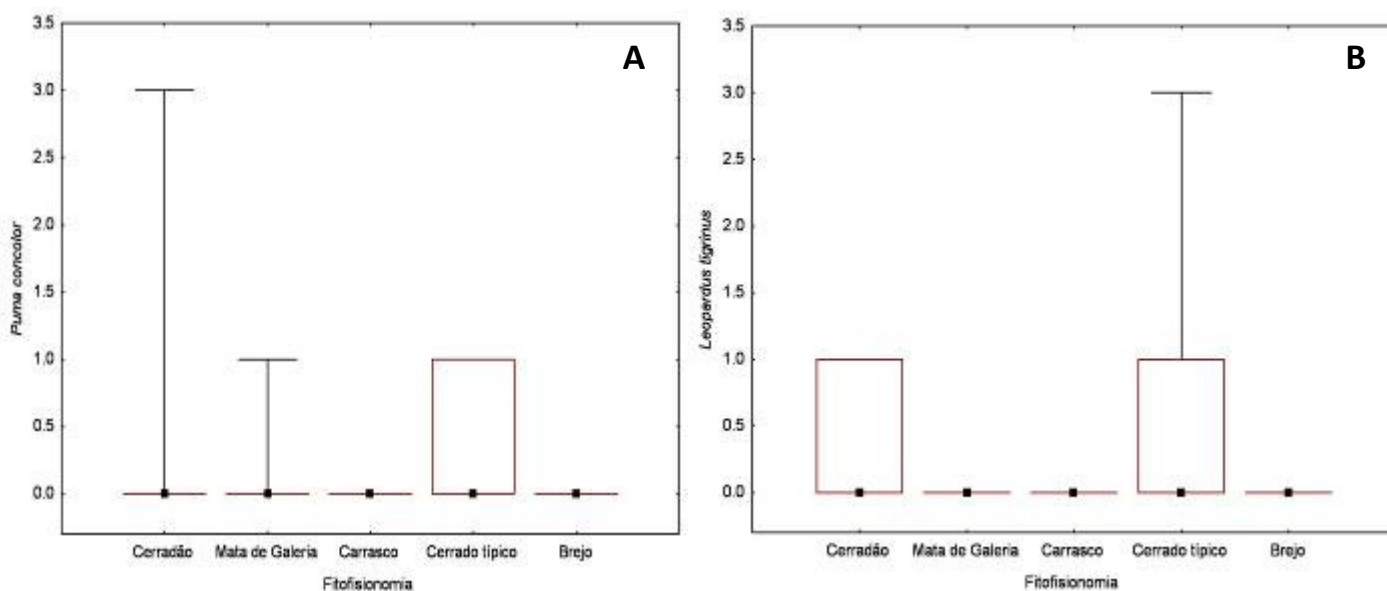 A
3.5
3.0
2.5
2.0
1.5
1.0
0.5
0.0
Puma concolor
Cerradão Mata de Galeria Carrasco Cerrado típico Brejo
Fitofisionomia
B
3.5
3.0
2.5
2.0
1.5
1.0
0.5
0.0
Leopardus tigrinus
Cerradão Mata de Galeria Carrasco Cerrado típico Brejo
Fitofisionomia